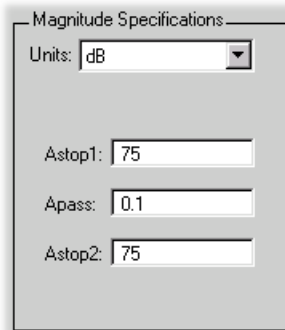 Magnitude Specifications
Units: dB
Astop1: 75
Apass: 0.1
Astop2: 75